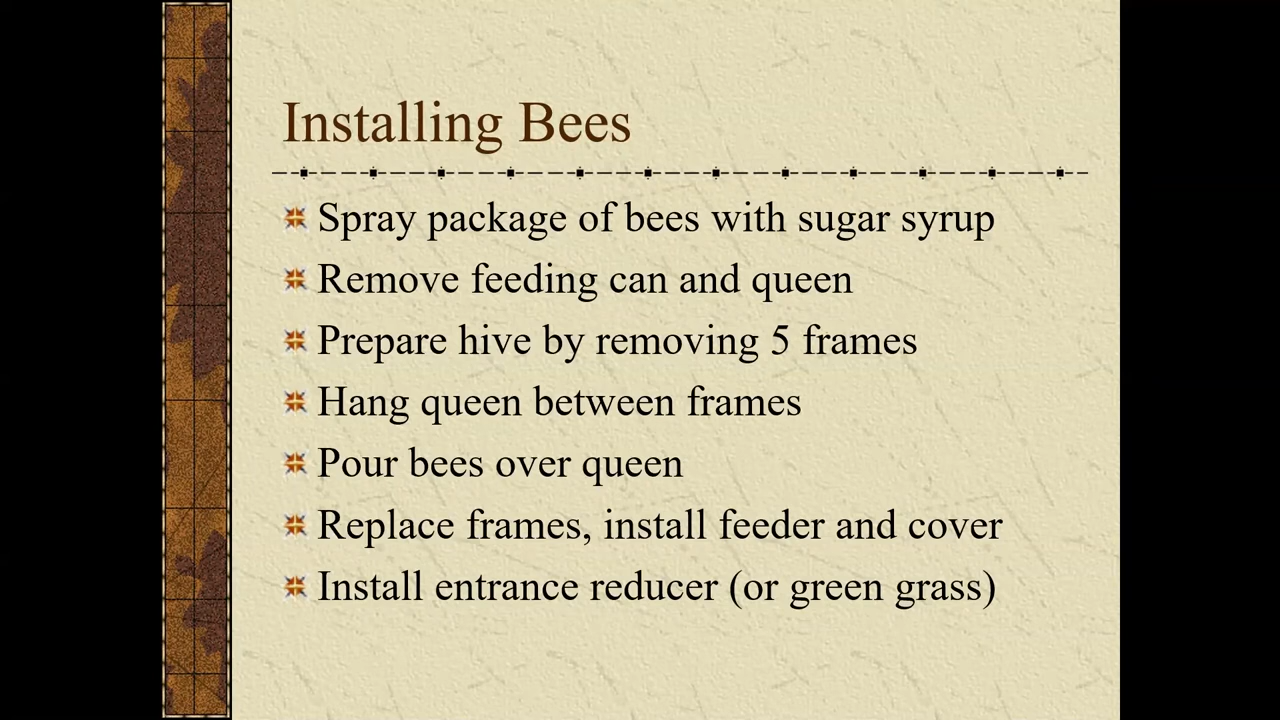 Installing Bees
Spray package of bees with sugar syrup
Remove feeding can and queen
Prepare hive by removing 5 frames
Hang queen between frames
Pour bees over queen
Replace frames, install feeder and cover
Install entrance reducer (or green grass)